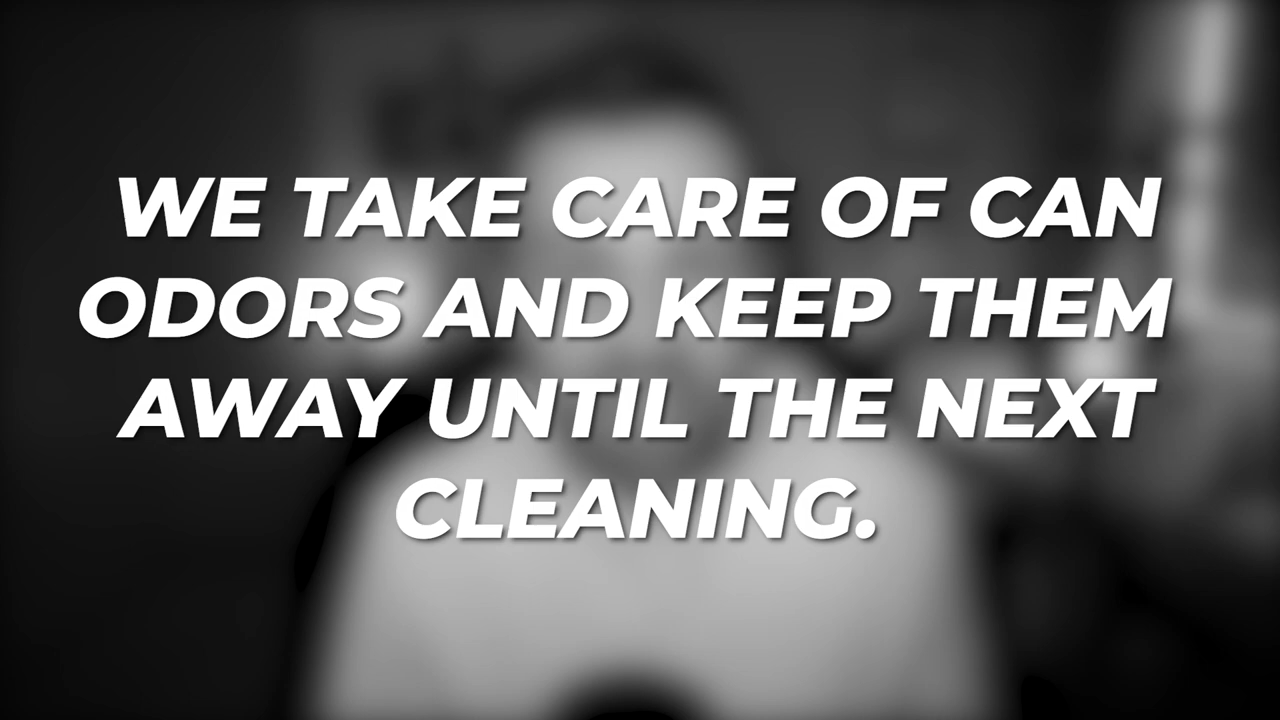 WE TAKE CARE OF CAN
ODORS AND KEEP THEM
AWAY UNTIL THE NEXT
CLEANING.